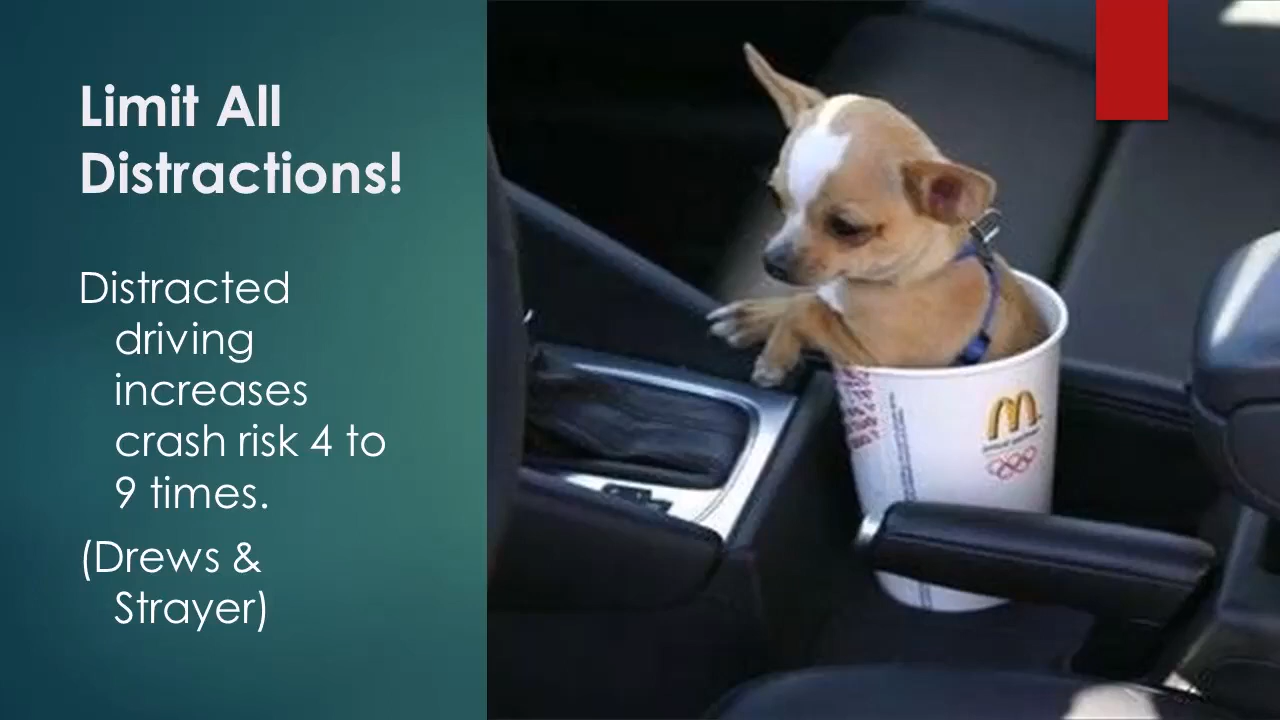 Limit All
Distractions!
Distracted
driving
increases
crash risk 4 to
9 times.
(Drews &
Strayer)